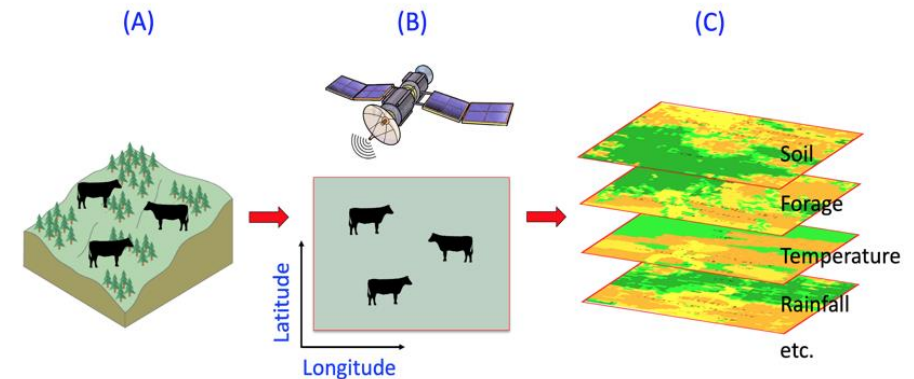 (A)
(B)
(C)
Latitude
Longitude
Soil
Forage
Temperature
Rainfall
etc.